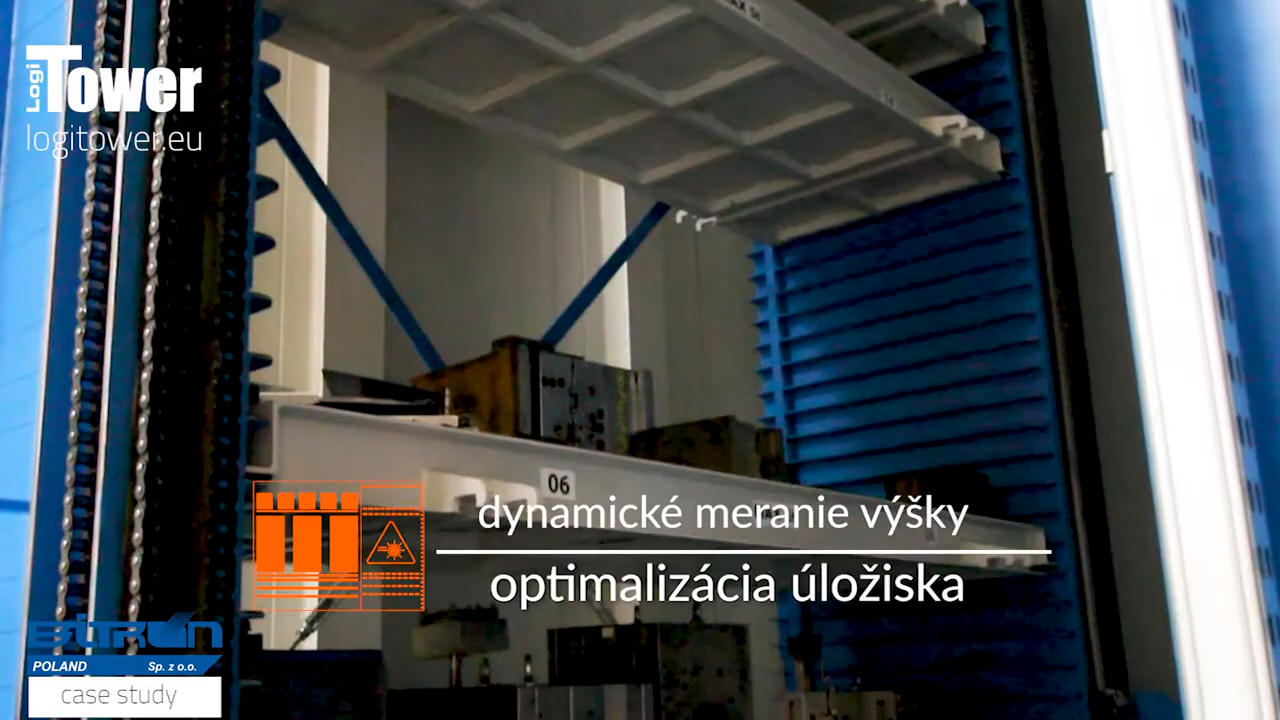 Logi
Tower
logitower.eu
06
dynamické meranie výšky
optimalizácia úložiska
BITRON
POLAND Sp. z o.o.
case study